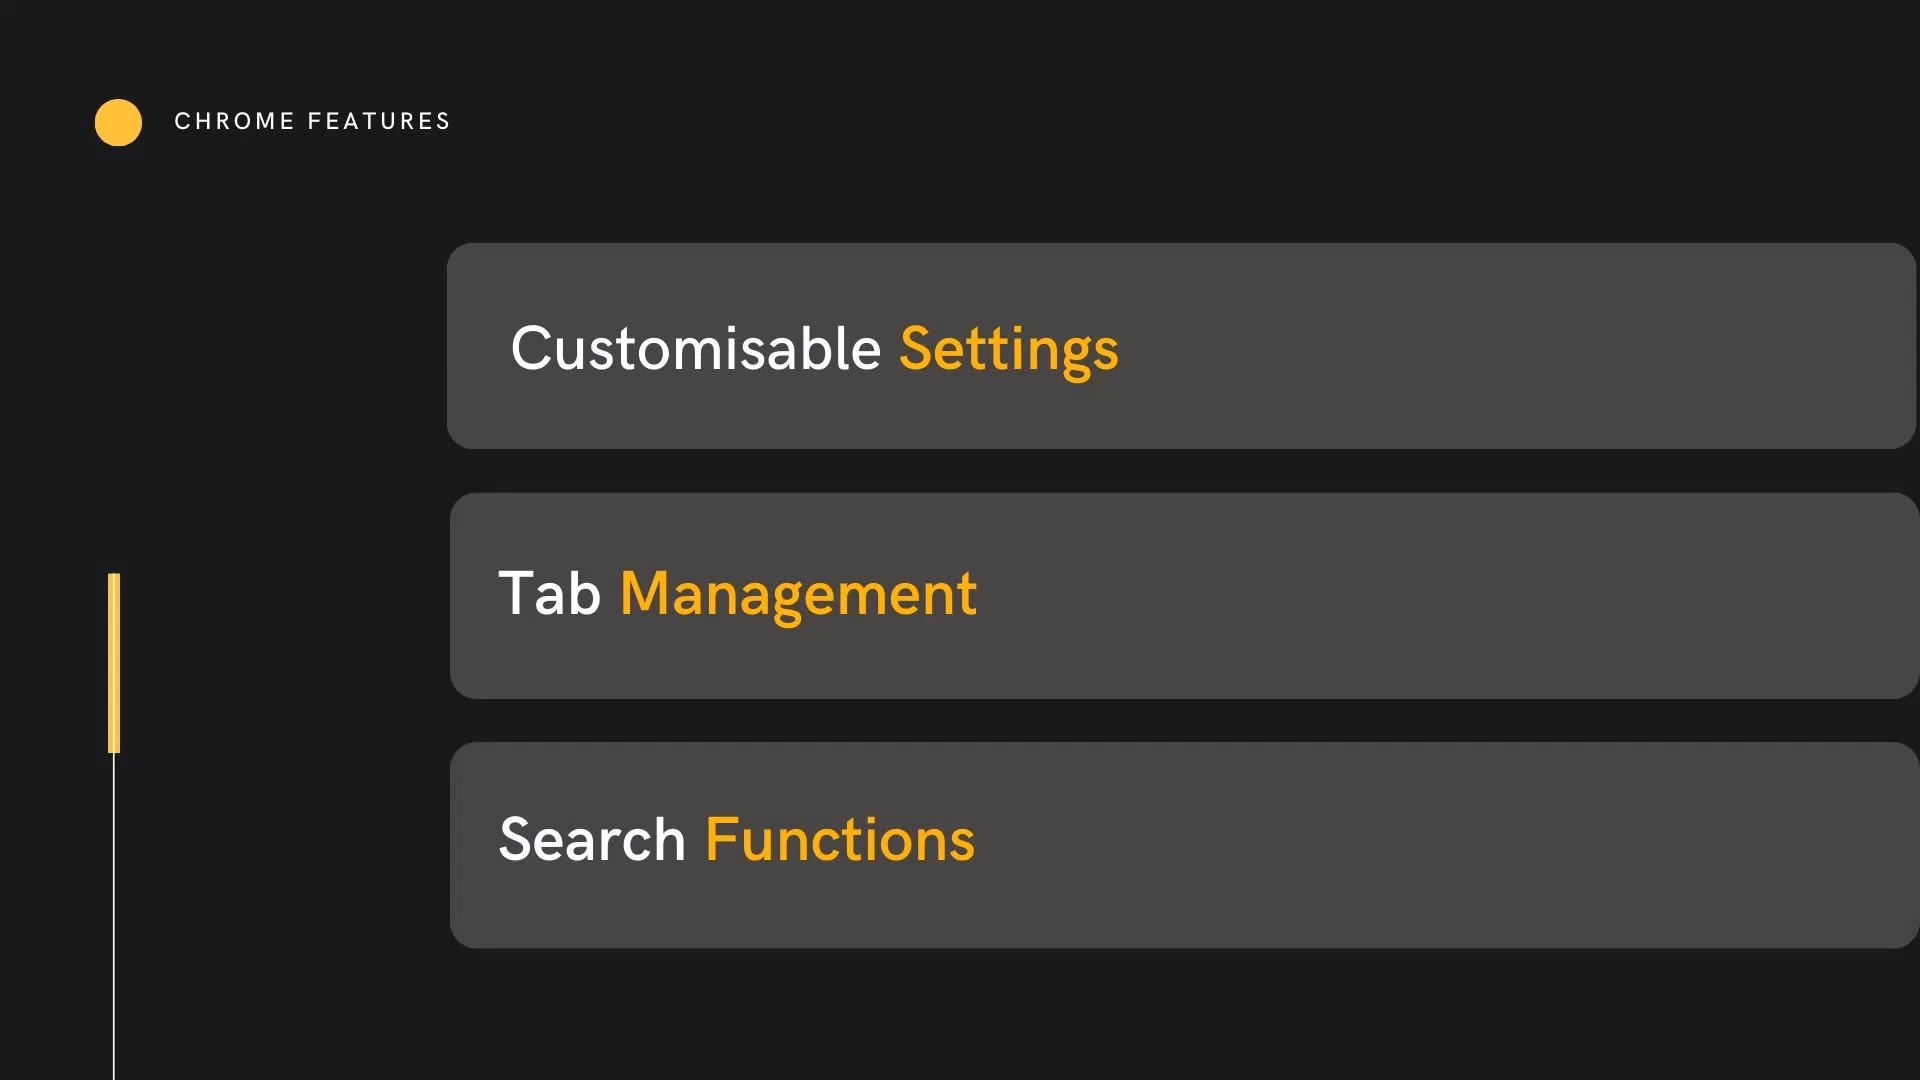 CHROME FEATURES
Customisable Settings
Tab Management
Search Functions